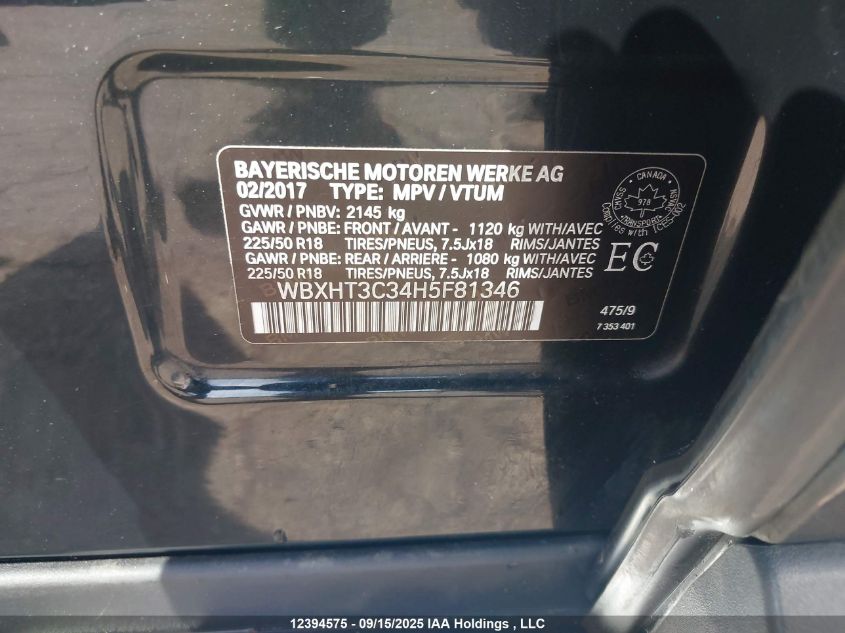 BAYERISCHE MOTOREN WERKE AG
02/2017 TYPE: MPV / VTUM
GVWR / PNBV: 2145 kg
GAWR / PNBE: FRONT / AVANT - 1120 kg WITH/AVEC
225/50 R18 TIRES/PNEUS, 7.5Jx18 RIMS/JANTES
GAWR / PNBE: REAR / ARRIERE - 1080 kg WITH/AVEC
225/50 R18 TIRES/PNEUS, 7.5Jx18 RIMS/JANTES
WBXHT3C34H5F81346
CANADA
978
TRANSPORT
Complies with
EC
475/9
7 353 401
12394575 - 09/15/2025 IAA Holdings , LLC